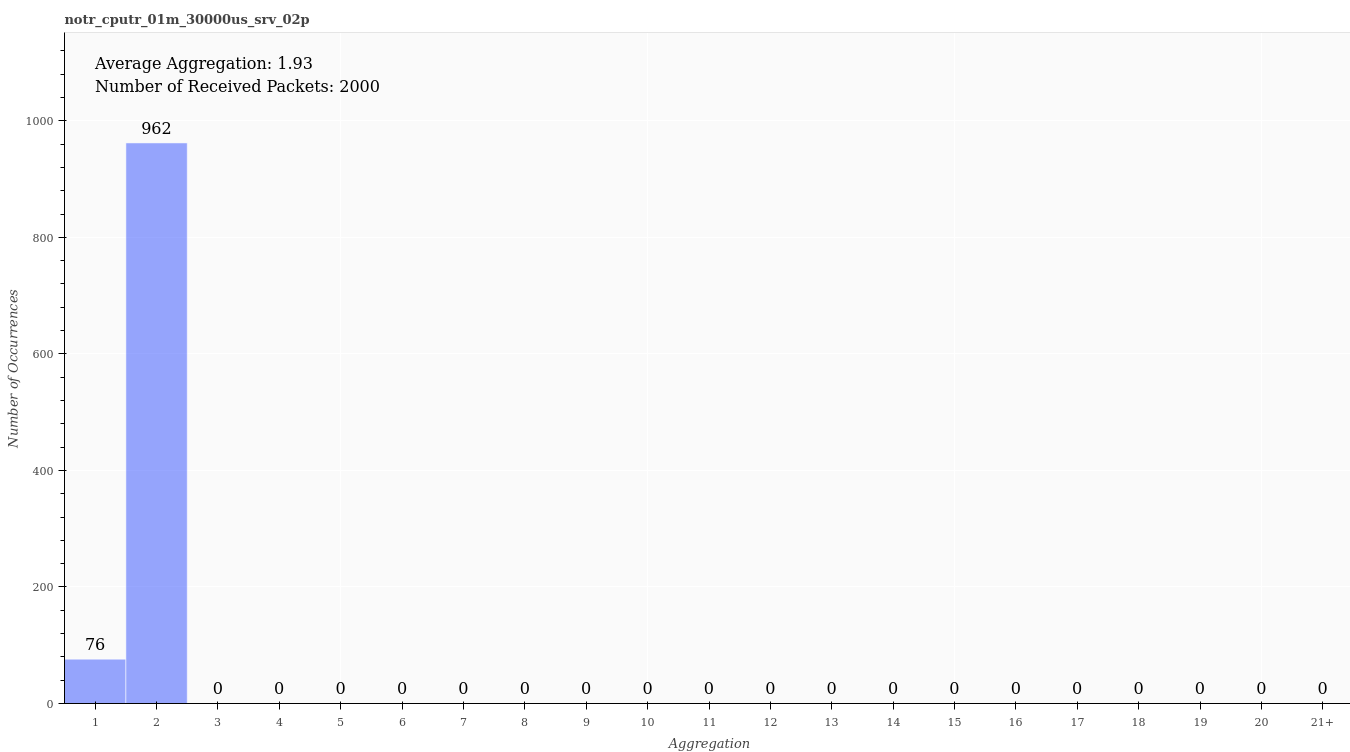 notr_cputr_01m_30000us_srv_02p
Average Aggregation: 1.93
Number of Received Packets: 2000
1000
800
600
400
200
0
Number of Occurrences
76
962
0 0 0 0 0 0 0 0 0 0 0 0 0 0 0 0 0 0 0
1 2 3 4 5 6 7 8 9 10 11 12 13 14 15 16 17 18 19 20 21+
Aggregation